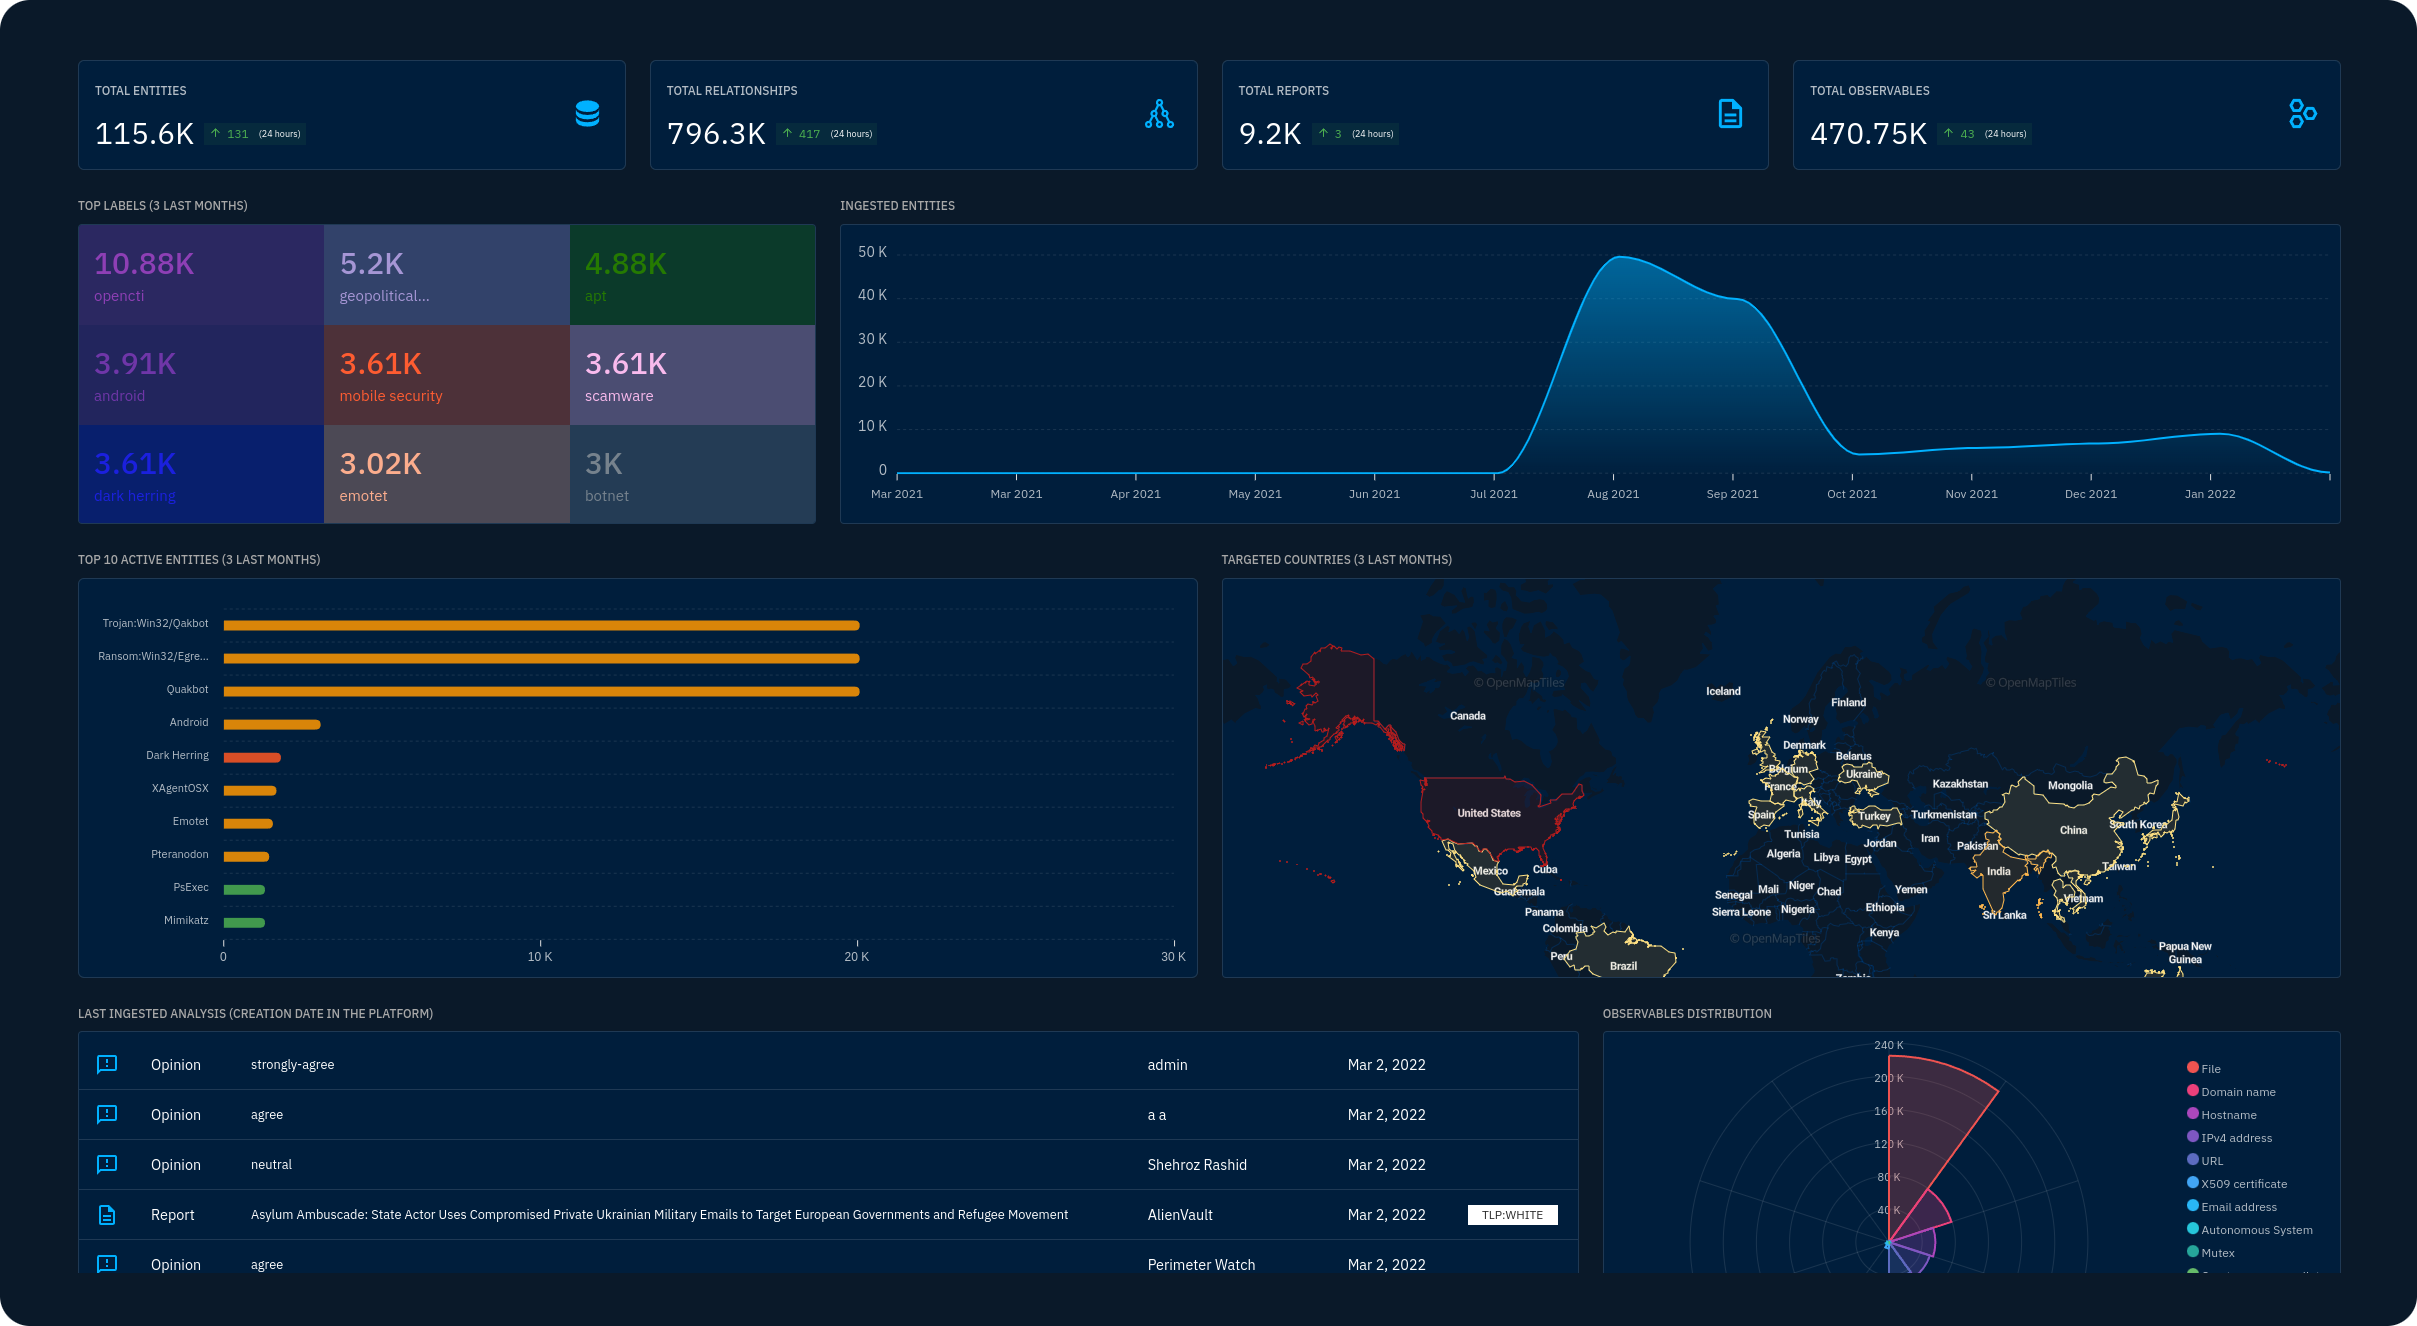 TOTAL ENTITIES
115.6K 131 (24 hours)
TOTAL RELATIONSHIPS
796.3K 417 (24 hours)
TOTAL REPORTS
9.2K 3 (24 hours)
TOTAL OBSERVABLES
470.75K 43 (24 hours)
TOP LABELS (3 LAST MONTHS)
10.88K
opencti
5.2K
geopolitical...
4.88K
apt
3.91K
android
3.61K
mobile security
3.61K
scamware
3.61K
dark herring
3.02K
emotet
3K
botnet
INGESTED ENTITIES
50 K
40 K
30 K
20 K
10 K
0
Mar 2021 Mar 2021 Apr 2021 May 2021 Jun 2021 Jul 2021 Aug 2021 Sep 2021 Oct 2021 Nov 2021 Dec 2021 Jan 2022
TOP 10 ACTIVE ENTITIES (3 LAST MONTHS)
Trojan:Win32/Qakbot
Ransom:Win32/Egre...
Quakbot
Android
Dark Herring
XAgentOSX
Emotet
Pteranodon
PsExec
Mimikatz
0 10 K 20 K 30 K
TARGETED COUNTRIES (3 LAST MONTHS)
© OpenMapTiles
© OpenMapTiles
Iceland
Finland
Canada
Norway
Denmark
Belarus
Belgium
Ukraine
France
Kazakhstan
Mongolia
Italy
United States
Spain
Turkey
Turkmenistan
South Korea
China
Tunisia
Iran
Jordan
Pakistan
Algeria
Libya
Egypt
Taiwan
Mexico
Cuba
India
Guatemala
Senegal
Mali
Niger
Chad
Yemen
Vietnam
Panama
Sierra Leone
Nigeria
Ethiopia
Sri Lanka
Colombia
Kenya
© OpenMapTiles
Papua New
Guinea
Peru
Brazil
Zambia
LAST INGESTED ANALYSIS (CREATION DATE IN THE PLATFORM)
Opinion strongly-agree admin Mar 2, 2022
Opinion agree a a Mar 2, 2022
Opinion neutral Shehroz Rashid Mar 2, 2022
Report Asylum Ambuscade: State Actor Uses Compromised Private Ukrainian Military Emails to Target European Governments and Refugee Movement AlienVault Mar 2, 2022 TLP:WHITE
Opinion agree Perimeter Watch Mar 2, 2022
OBSERVABLES DISTRIBUTION
240 K
200 K
160 K
120 K
80 K
40 K
File
Domain name
Hostname
IPv4 address
URL
X509 certificate
Email address
Autonomous System
Mutex